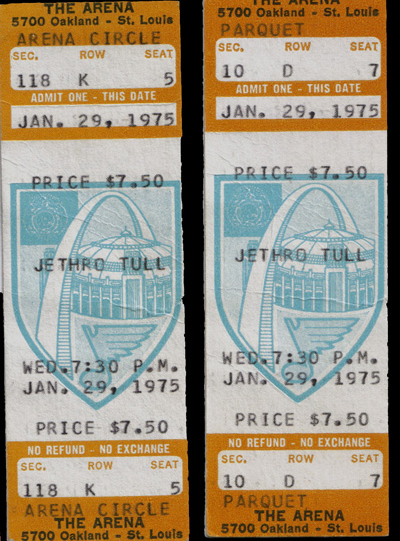 THE ARENA
5700 Oakland - St. Louis
ARENA CIRCLE
SEC. ROW SEAT
118 K 5
ADMIT ONE - THIS DATE
JAN. 29, 1975
PRICE $7.50
JETHRO TULL
WED.7:30 P.M.
JAN. 29, 1975
PRICE $7.50
NO REFUND - NO EXCHANGE
SEC. ROW SEAT
118 K 5
ARENA CIRCLE
THE ARENA
5700 Oakland - St. Louis
THE ARENA
5700 Oakland - St. Louis
PARQUET
SEC. ROW SEAT
10 D 7
ADMIT ONE - THIS DATE
JAN. 29, 1975
PRICE $7.50
JETHRO TULL
WED.7:30 P.M.
JAN. 29, 1975
PRICE $7.50
NO REFUND - NO EXCHANGE
SEC. ROW SEAT
10 D 7
PARQUET
THE ARENA
5700 Oakland - St. Louis